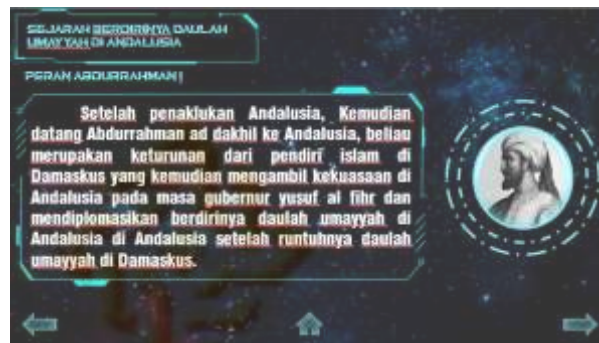 SEJARAH BERDIRINYA DAULAH
UMAYYAH DI ANDALUSIA
PERAN ABDURRAHMAN I
Setelah penaklukan Andalusia, Kemudian
datang Abdurrahman ad dakhil ke Andalusia, beliau
merupakan keturunan dari pendiri islam di
Damaskus yang kemudian mengambil kekuasaan di
Andalusia pada masa gubernur yusuf al fihr dan
mendiplomasikan berdirinya daulah umayyah di
Andalusia di Andalusia setelah runtuhnya daulah
umayyah di Damaskus.